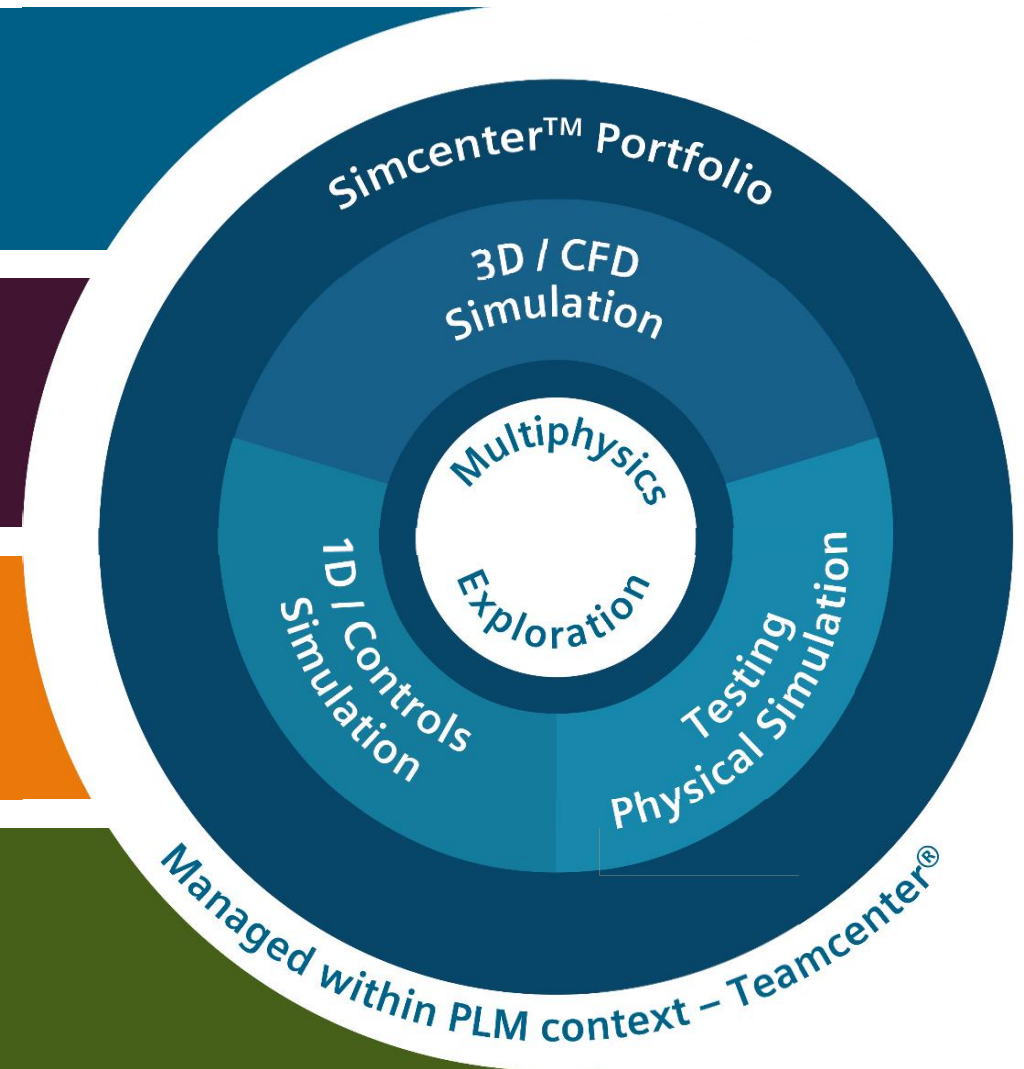 Simcenter™ Portfolio
3D / CFD
Simulation
Multiphysics
Exploration
1D / Controls
Simulation
Testing
Physical Simulation
Managed within PLM context – Teamcenter®